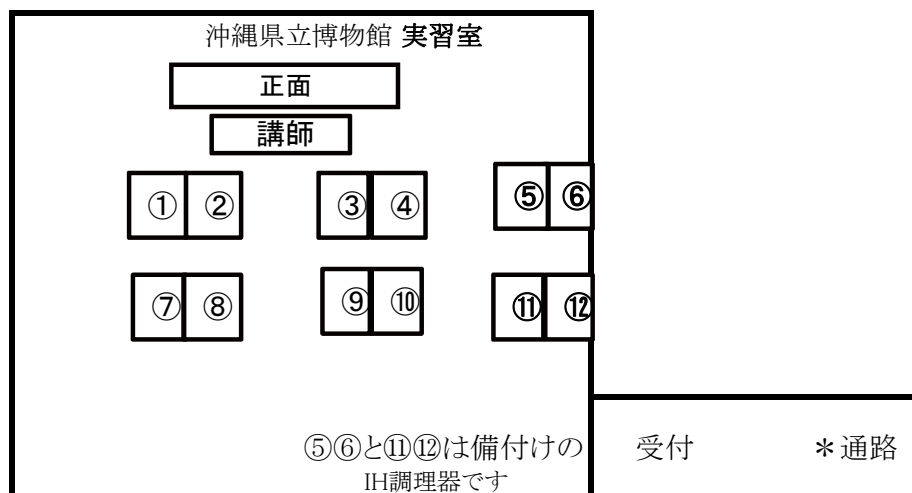 沖縄県立博物館 実習室
正面
講師
① ② ③ ④ ⑤ ⑥
⑦ ⑧ ⑨ ⑩ ⑪ ⑫
⑤⑥と⑪⑫は備付けの
IH調理器です
受付 ＊通路